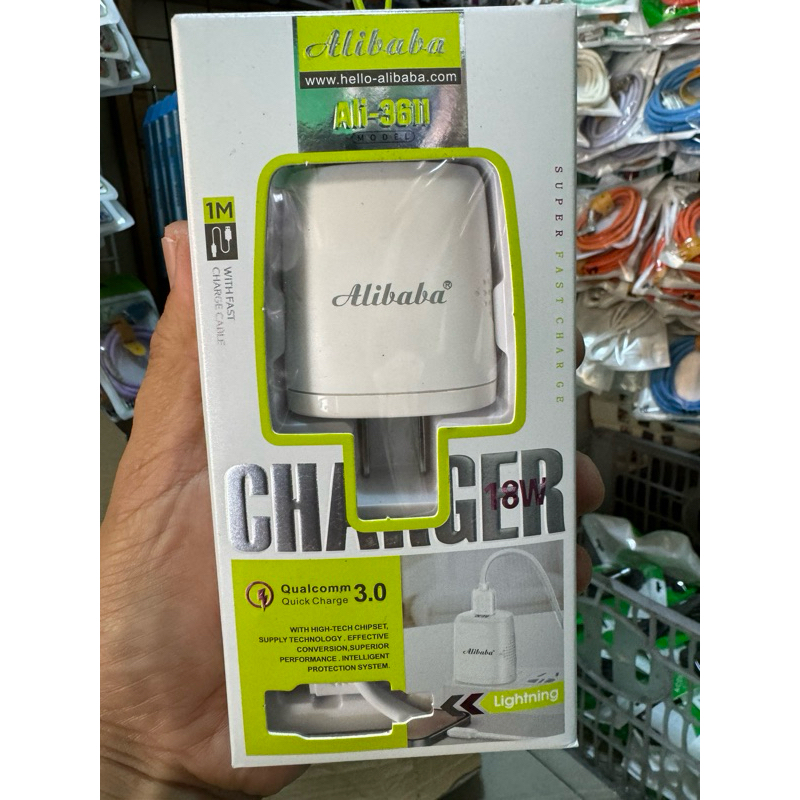 Alibaba
www.hello-alibaba.com
Ali-3611
MODEL
1M
WITH FAST
CHARGE CABLE
SUPER FAST CHARGE
Alibaba®
CHARGER
18W
Qualcomm
Quick Charge 3.0
WITH HIGH-TECH CHIPSET,
SUPPLY TECHNOLOGY . EFFECTIVE
CONVERSION,SUPERIOR
PERFORMANCE . INTELLIGENT
PROTECTION SYSTEM.
Alibaba
Lightning